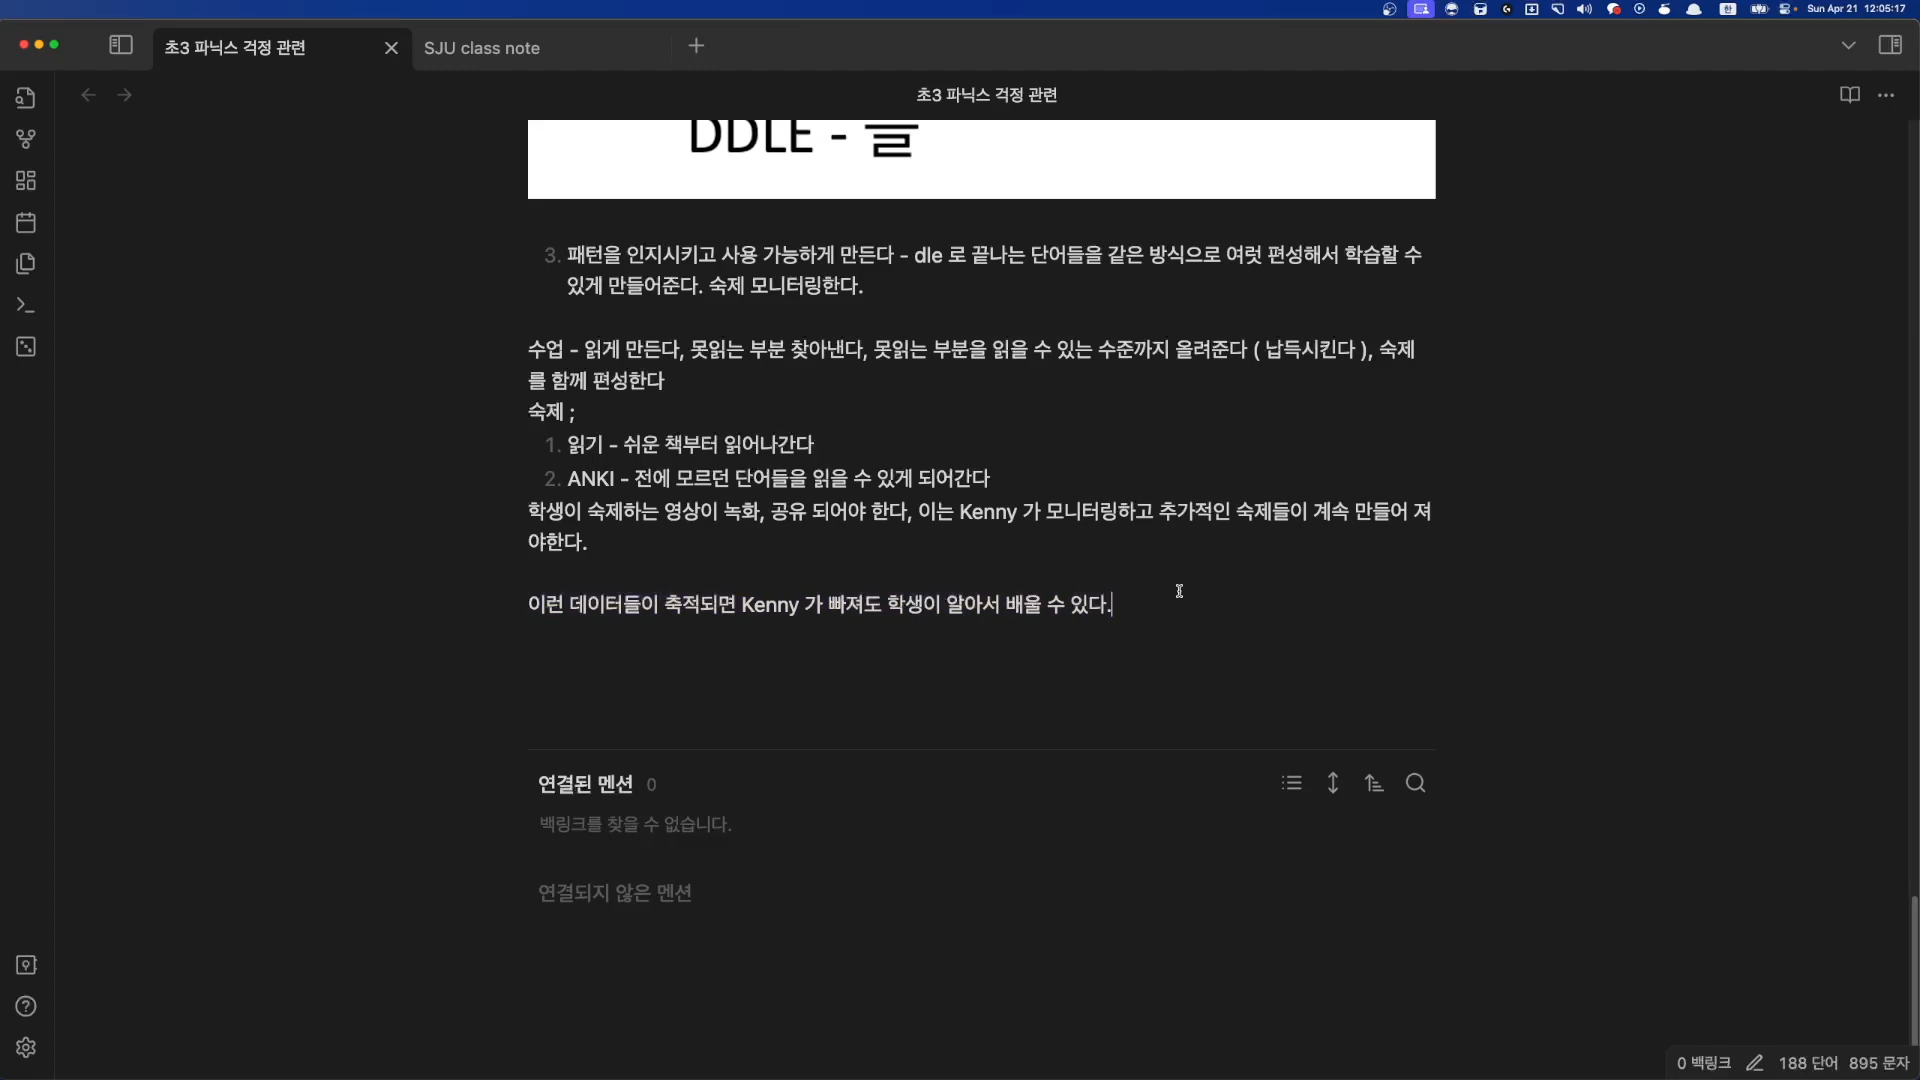 Sun Apr 21 12:05:17
초3 파닉스 걱정 관련
SJU class note
초3 파닉스 걱정 관련
DDLE - 글
3. 패턴을 인지시키고 사용 가능하게 만든다 - dle 로 끝나는 단어들을 같은 방식으로 여럿 편성해서 학습할 수
있게 만들어준다. 숙제 모니터링한다.
수업 - 읽게 만든다, 못읽는 부분 찾아낸다, 못읽는 부분을 읽을 수 있는 수준까지 올려준다 ( 납득시킨다 ), 숙제
를 함께 편성한다
숙제 ;
1. 읽기 - 쉬운 책부터 읽어나간다
2. ANKI - 전에 모르던 단어들을 읽을 수 있게 되어간다
학생이 숙제하는 영상이 녹화, 공유 되어야 한다, 이는 Kenny 가 모니터링하고 추가적인 숙제들이 계속 만들어 져
야한다.
이런 데이터들이 축적되면 Kenny 가 빠져도 학생이 알아서 배울 수 있다.
연결된 멘션 0
백링크를 찾을 수 없습니다.
연결되지 않은 멘션
0 백링크 188 단어 895 문자